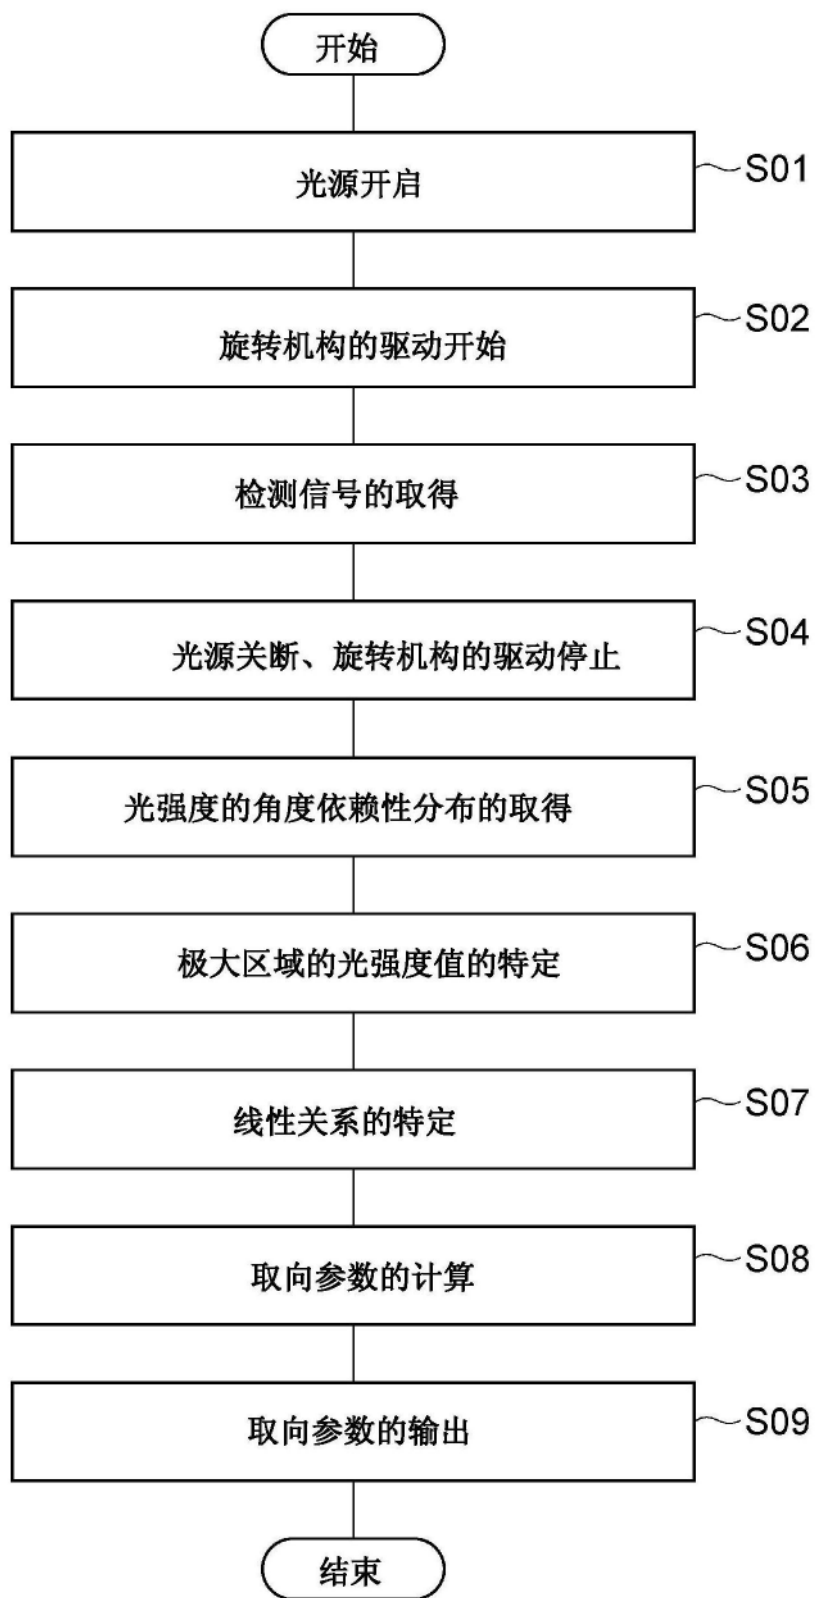 开始
光源开启
S01
旋转机构的驱动开始
S02
检测信号的取得
S03
光源关断、旋转机构的驱动停止
S04
光强度的角度依赖性分布的取得
S05
极大区域的光强度值的特定
S06
线性关系的特定
S07
取向参数的计算
S08
取向参数的输出
S09
结束